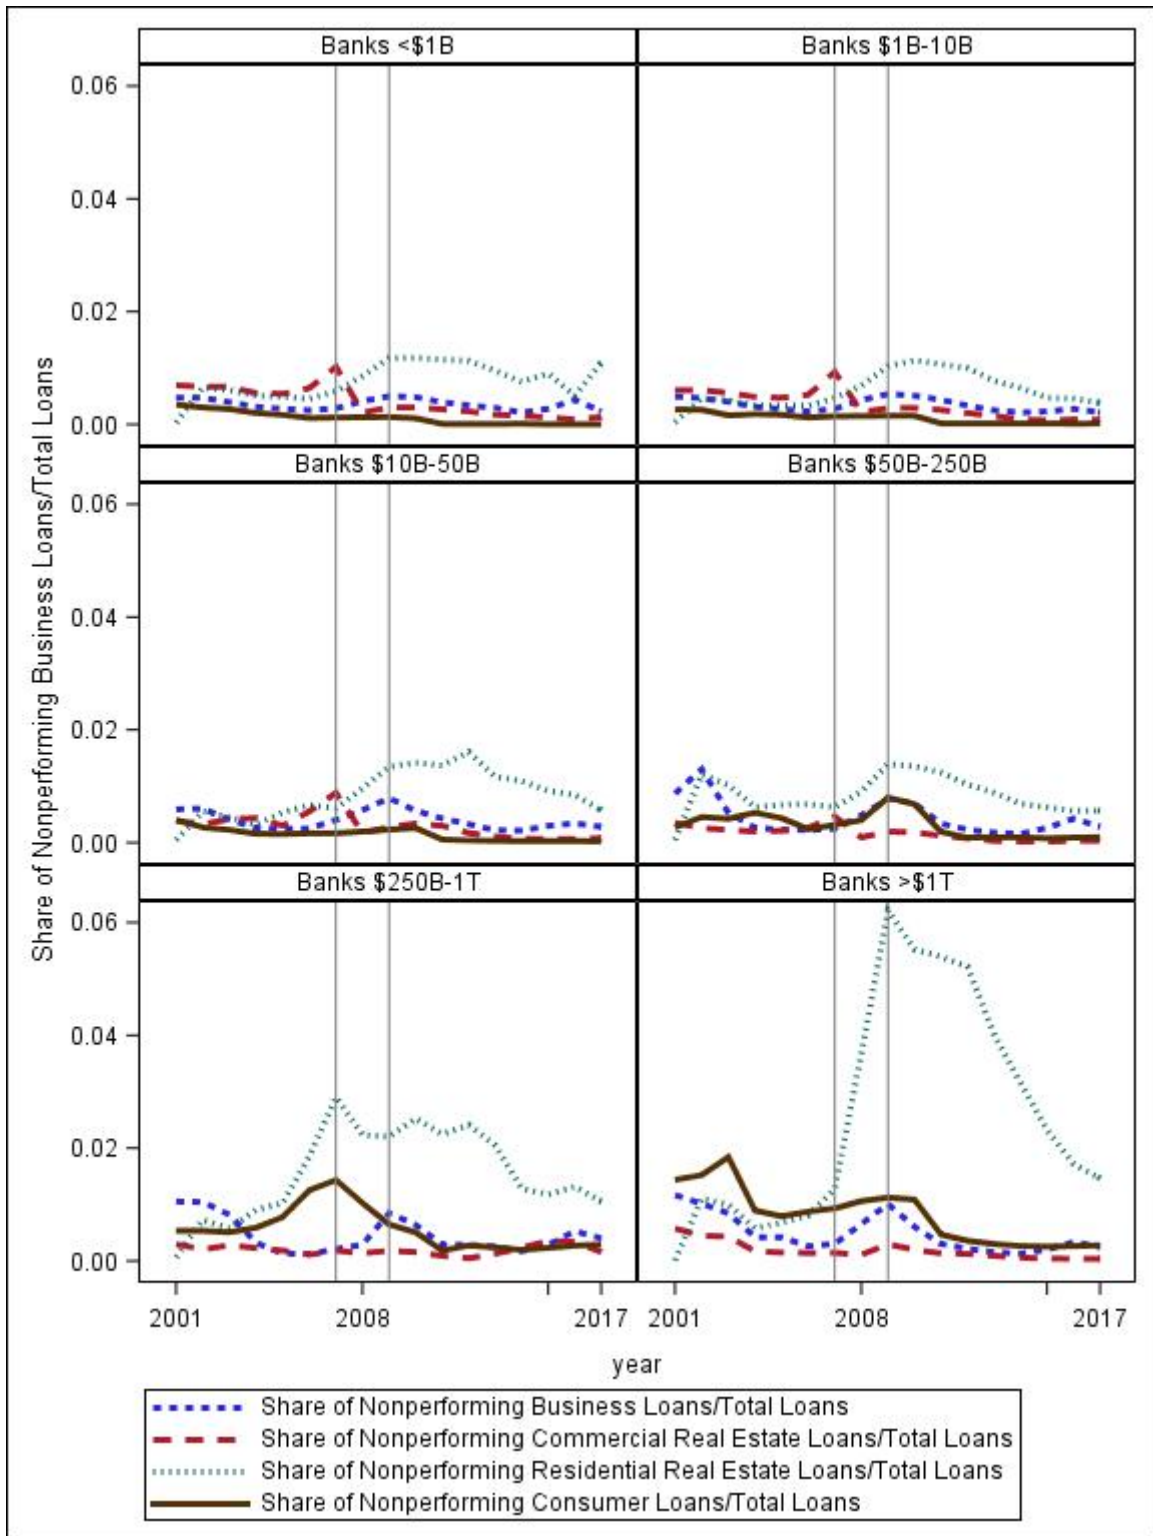 Banks <$1B
Banks $1B-10B
0.06
0.04
0.02
0.00
Banks $10B-50B
Banks $50B-250B
0.06
0.04
0.02
0.00
Banks $250B-1T
Banks >$1T
0.06
0.04
0.02
0.00
Share of Nonperforming Business Loans/Total Loans
2001
2008
2017
2001
2008
2017
year
Share of Nonperforming Business Loans/Total Loans
Share of Nonperforming Commercial Real Estate Loans/Total Loans
Share of Nonperforming Residential Real Estate Loans/Total Loans
Share of Nonperforming Consumer Loans/Total Loans